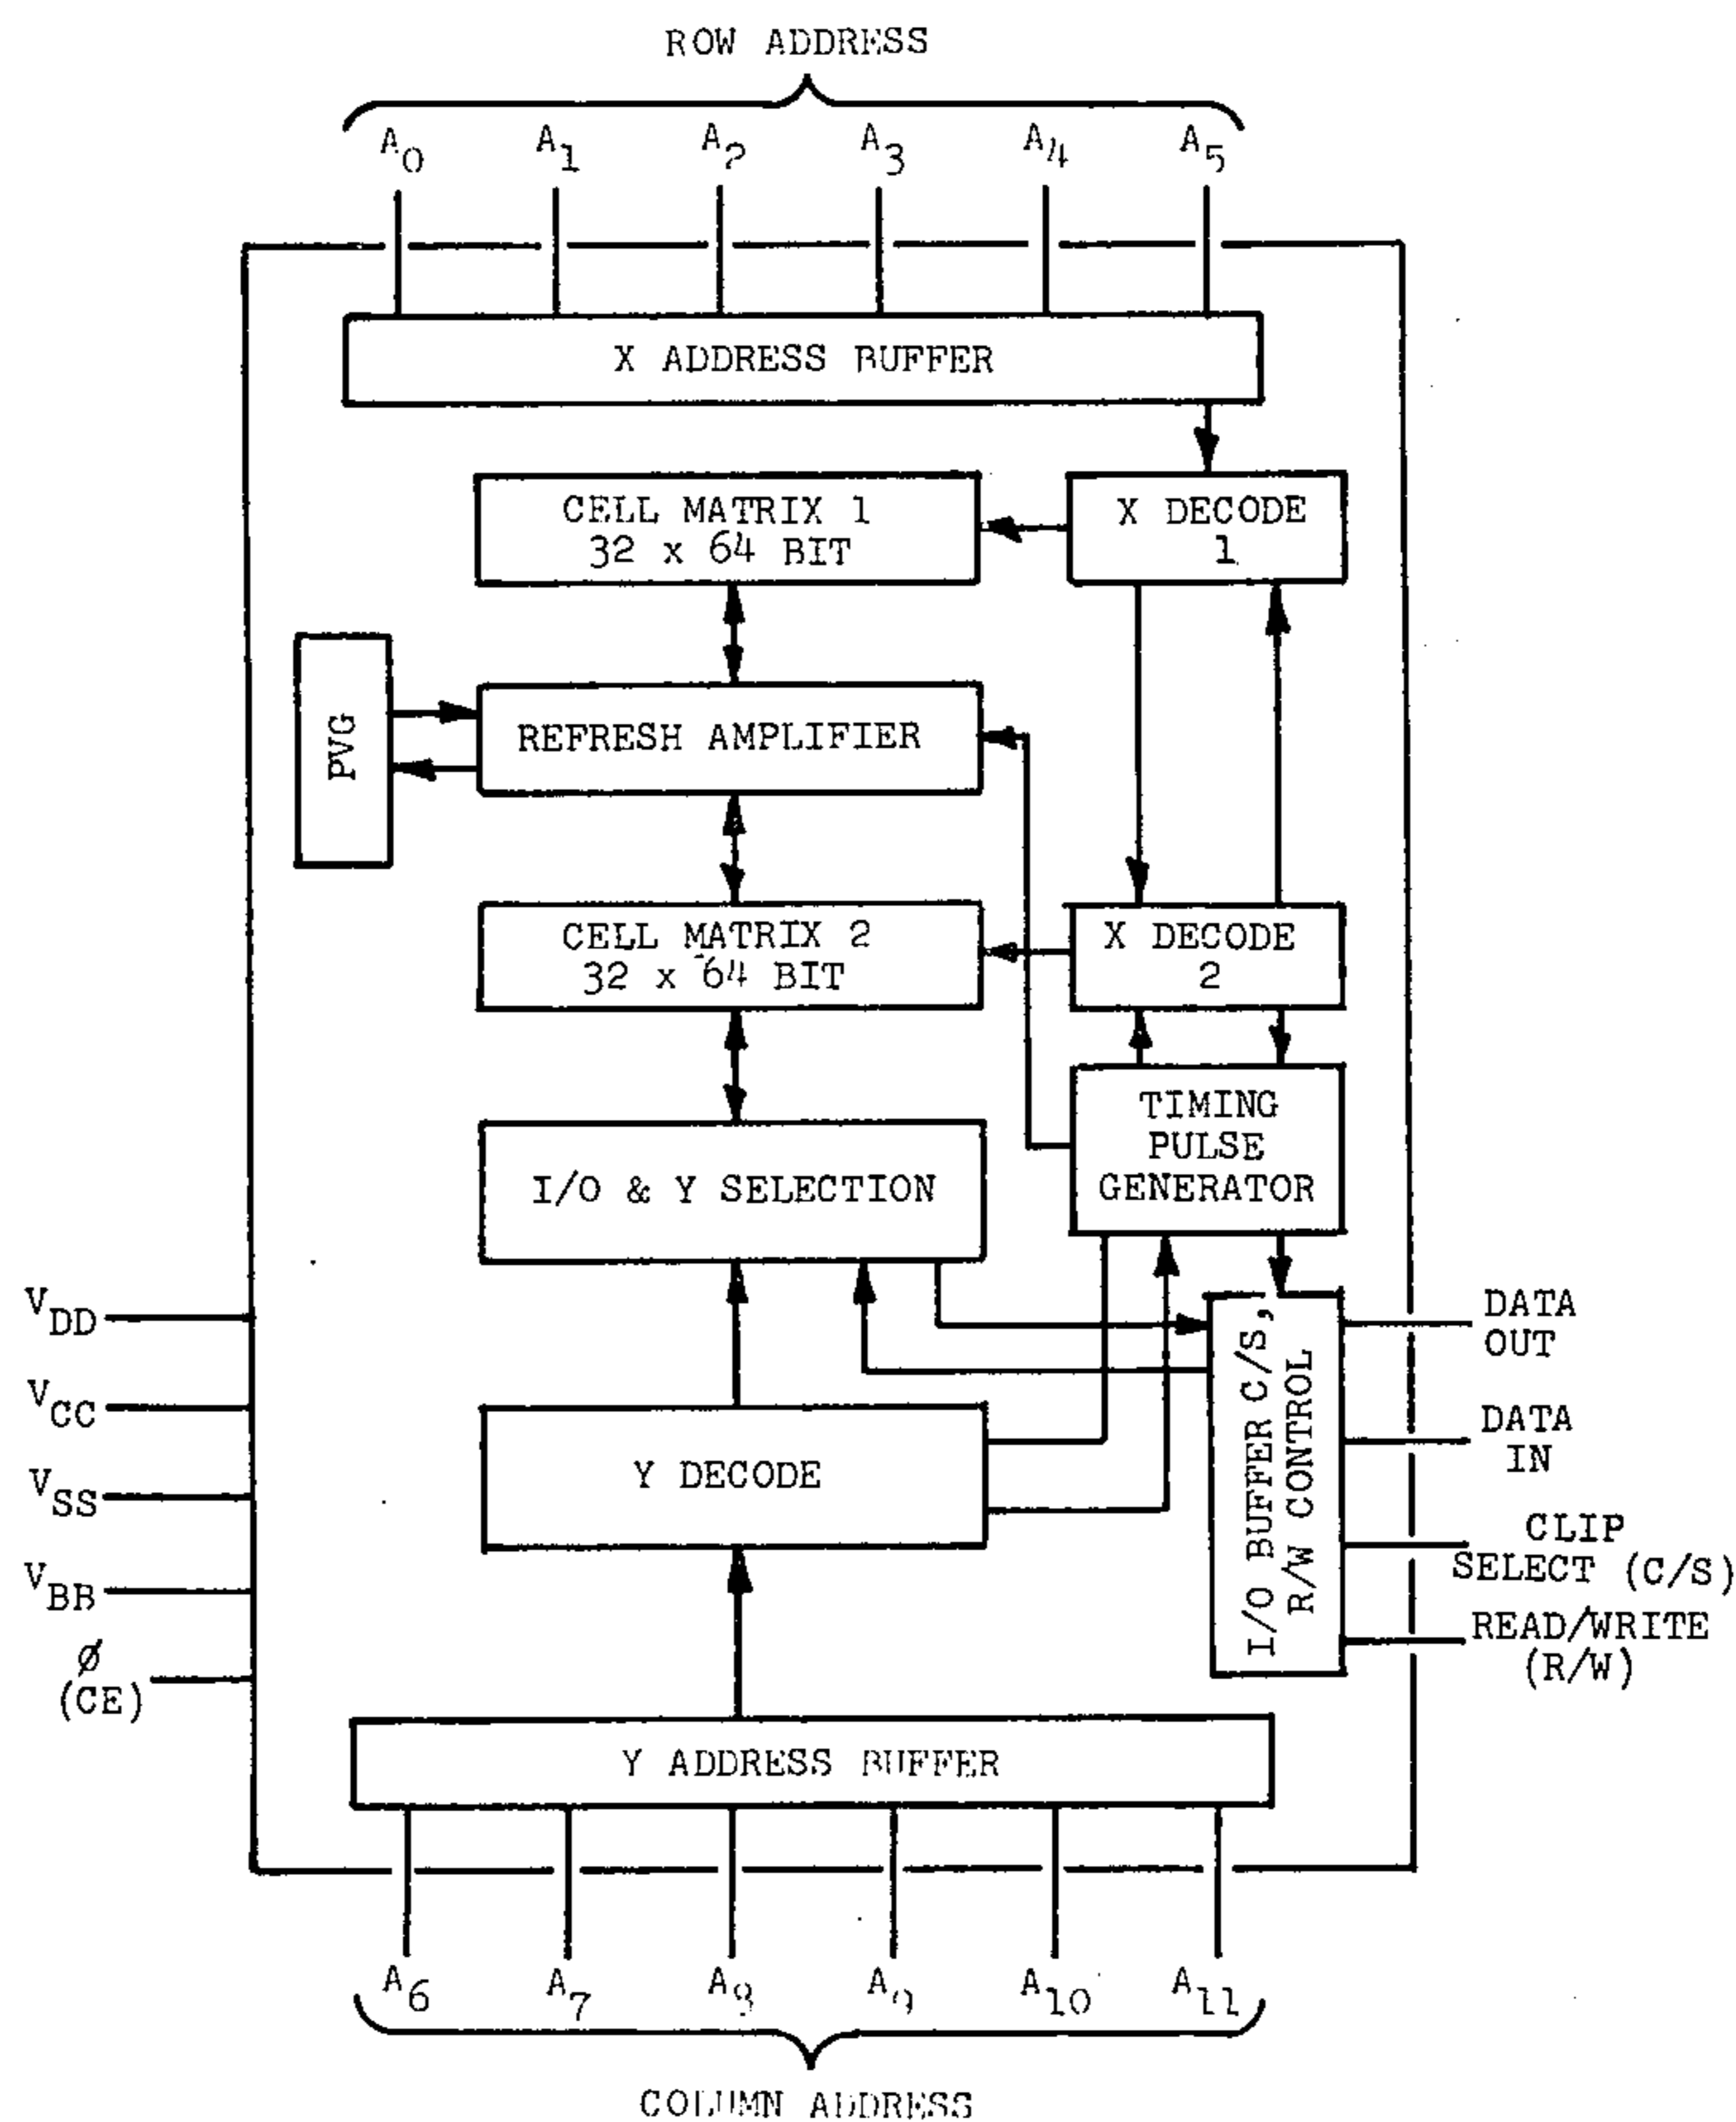 ROW ADDRESS
A0 A1 A2 A3 A4 A5
X ADDRESS BUFFER
CELL MATRIX 1
32 x 64 BIT
X DECODE
1
PVG
REFRESH AMPLIFIER
CELL MATRIX 2
32 x 64 BIT
X DECODE
2
TIMING
PULSE
GENERATOR
I/O & Y SELECTION
VDD
VCC
VSS
VBB
Ø
(CE)
Y DECODE
I/O BUFFER C/S,
R/W CONTROL
DATA
OUT
DATA
IN
CLIP
SELECT (C/S)
READ/WRITE
(R/W)
Y ADDRESS BUFFER
A6 A7 A8 A9 A10 A11
COLUMN ADDRESS